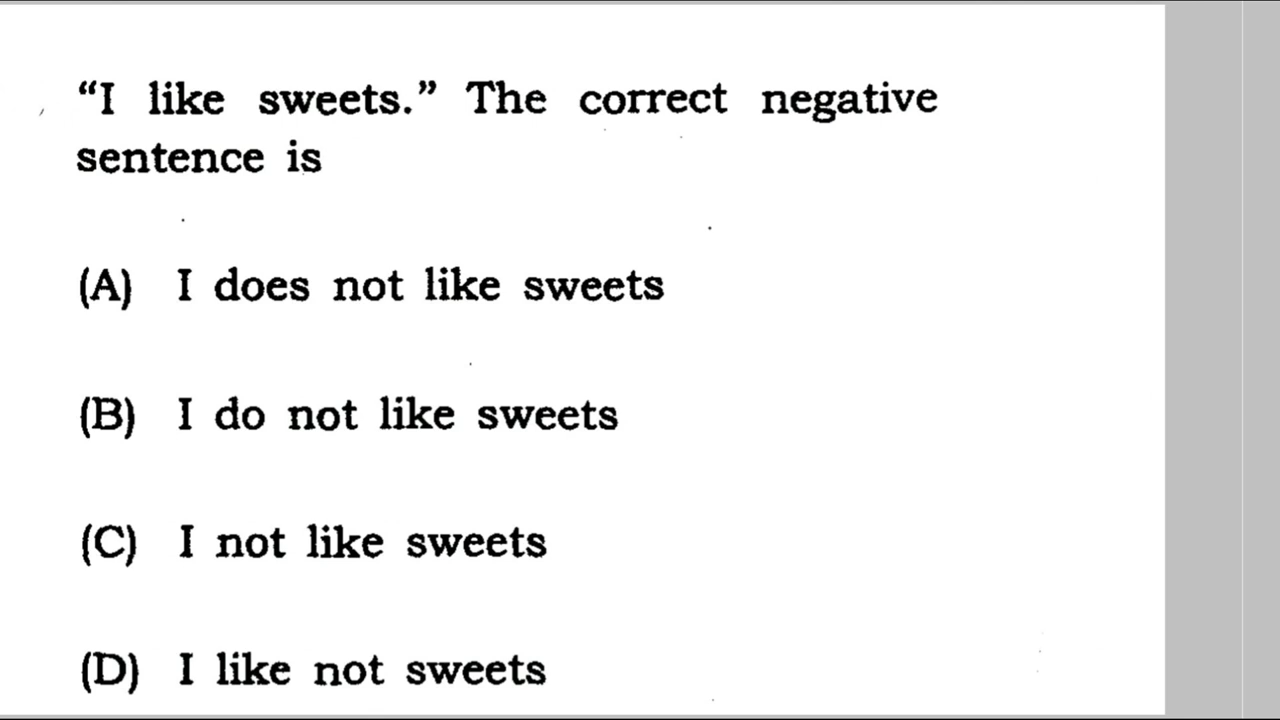 “I like sweets.” The correct negative
sentence is
(A) I does not like sweets
(B) I do not like sweets
(C) I not like sweets
(D) I like not sweets